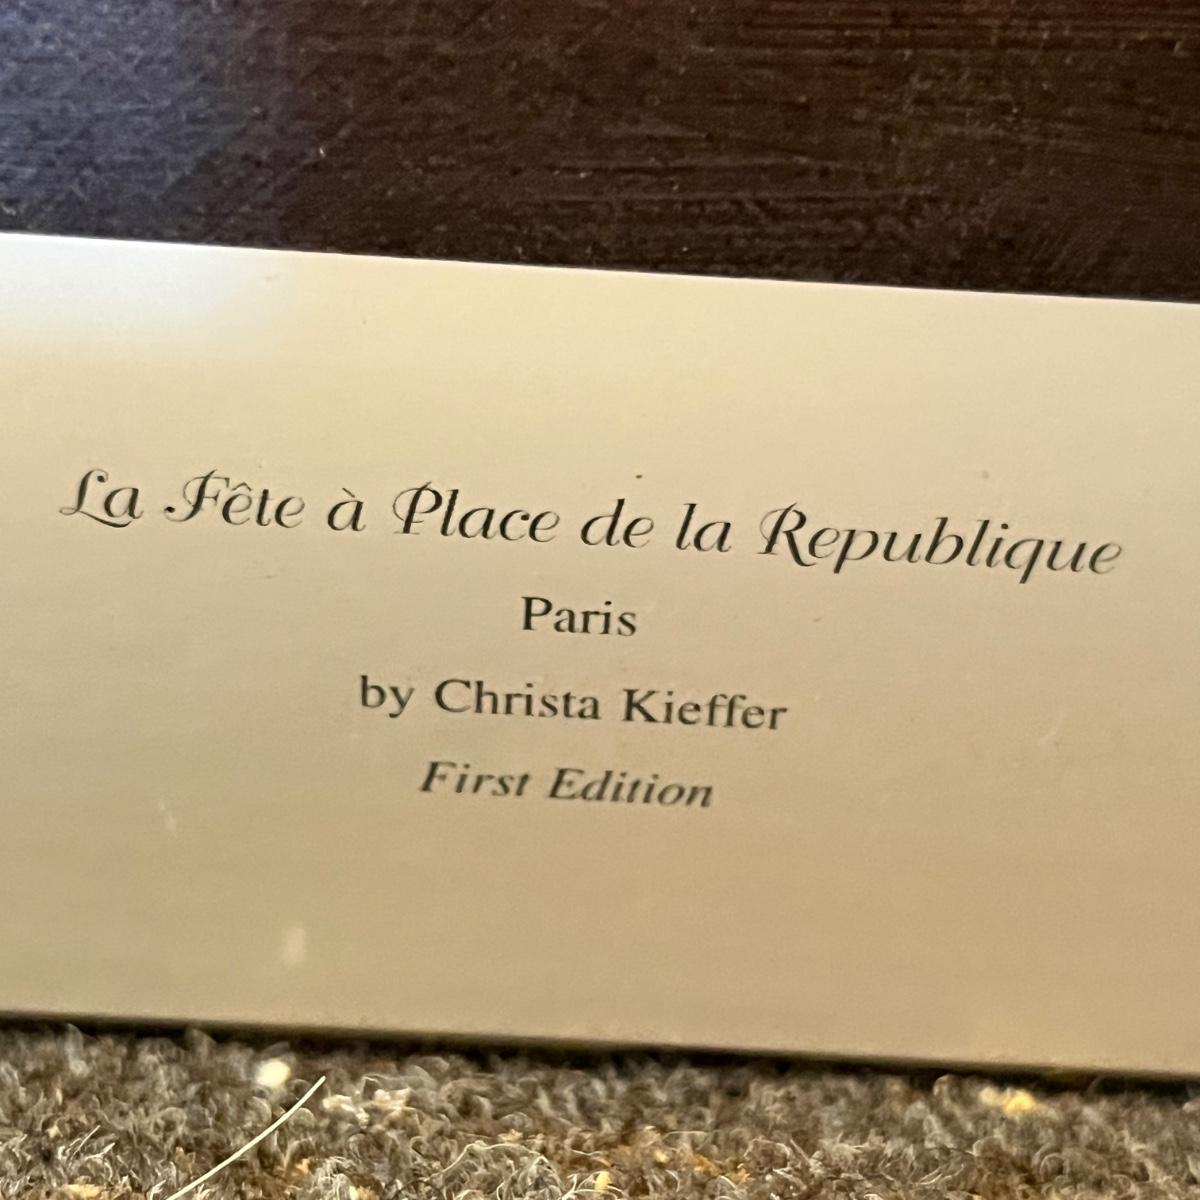 La Fête à Place de la Republique
Paris
by Christa Kieffer
First Edition